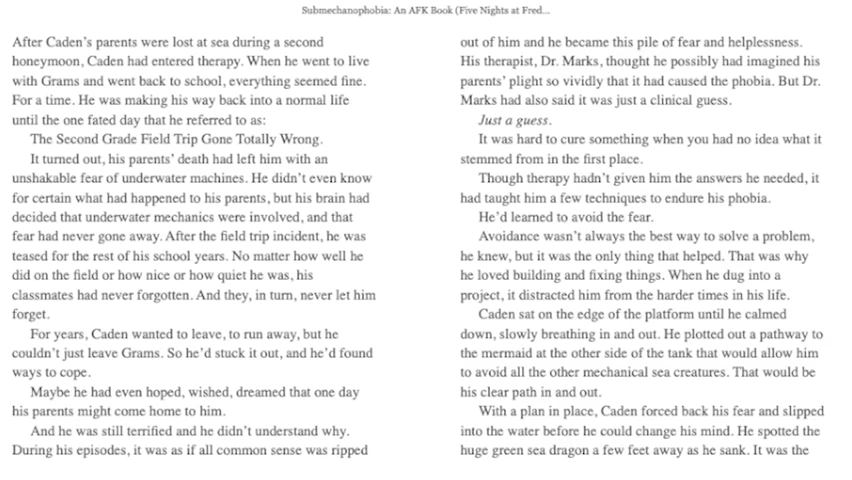 Submechanophobia: An AFK Book (Five Nights at Fred...
After Caden's parents were lost at sea during a second
honeymoon, Caden had entered therapy. When he went to live
with Grams and went back to school, everything seemed fine.
For a time. He was making his way back into a normal life
until the one fated day that he referred to as:
The Second Grade Field Trip Gone Totally Wrong.
It turned out, his parents' death had left him with an
unshakable fear of underwater machines. He didn't even know
for certain what had happened to his parents, but his brain had
decided that underwater mechanics were involved, and that
fear had never gone away. After the field trip incident, he was
teased for the rest of his school years. No matter how well he
did on the field or how nice or how quiet he was, his
classmates had never forgotten. And they, in turn, never let him
forget.
For years, Caden wanted to leave, to run away, but he
couldn't just leave Grams. So he'd stuck it out, and he'd found
ways to cope.
Maybe he had even hoped, wished, dreamed that one day
his parents might come home to him.
And he was still terrified and he didn't understand why.
During his episodes, it was as if all common sense was ripped
out of him and he became this pile of fear and helplessness.
His therapist, Dr. Marks, thought he possibly had imagined his
parents' plight so vividly that it had caused the phobia. But Dr.
Marks had also said it was just a clinical guess.
Just a guess.
It was hard to cure something when you had no idea what it
stemmed from in the first place.
Though therapy hadn't given him the answers he needed, it
had taught him a few techniques to endure his phobia.
He'd learned to avoid the fear.
Avoidance wasn't always the best way to solve a problem,
he knew, but it was the only thing that helped. That was why
he loved building and fixing things. When he dug into a
project, it distracted him from the harder times in his life.
Caden sat on the edge of the platform until he calmed
down, slowly breathing in and out. He plotted out a pathway to
the mermaid at the other side of the tank that would allow him
to avoid all the other mechanical sea creatures. That would be
his clear path in and out.
With a plan in place, Caden forced back his fear and slipped
into the water before he could change his mind. He spotted the
huge green sea dragon a few feet away as he sank. It was the